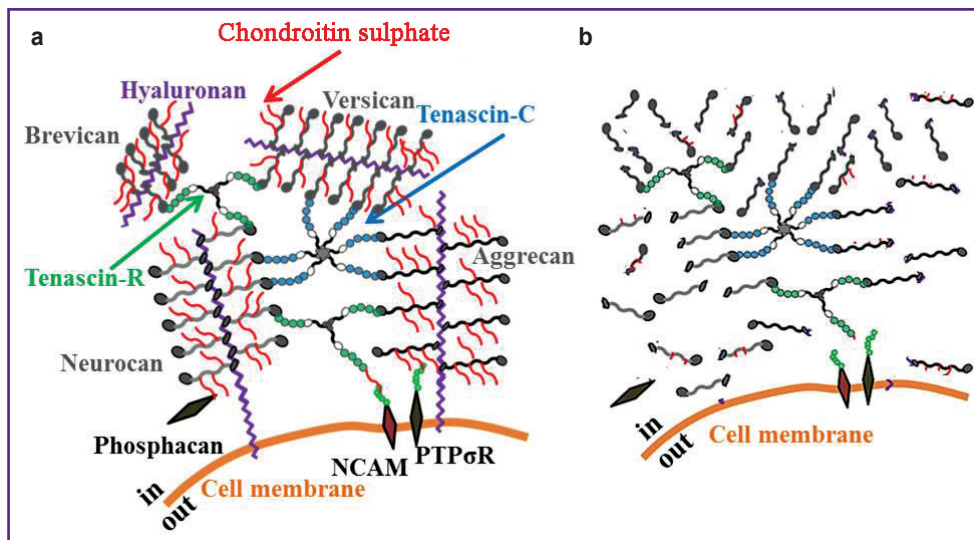 a
Chondroitin sulphate
Hyaluronan
Versican
Brevican
Tenascin-C
Tenascin-R
Aggrecan
Neurocan
Phosphacan
NCAM
PTPσR
in
out
Cell membrane
b
in
out
Cell membrane